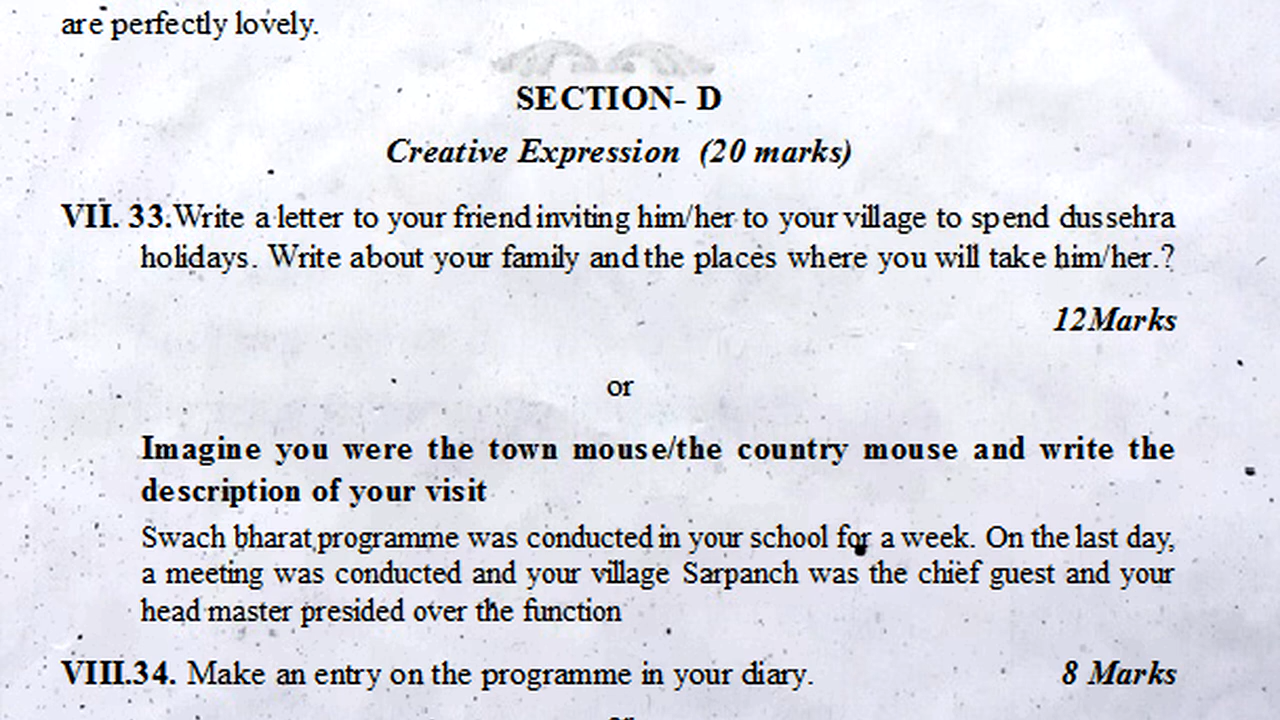 are perfectly lovely.
SECTION- D
Creative Expression (20 marks)
VII. 33.Write a letter to your friend inviting him/her to your village to spend dussehra
holidays. Write about your family and the places where you will take him/her.?
12Marks
or
Imagine you were the town mouse/the country mouse and write the
description of your visit
Swach bharat programme was conducted in your school for a week. On the last day,
a meeting was conducted and your village Sarpanch was the chief guest and your
head master presided over the function
VIII.34. Make an entry on the programme in your diary. 8 Marks